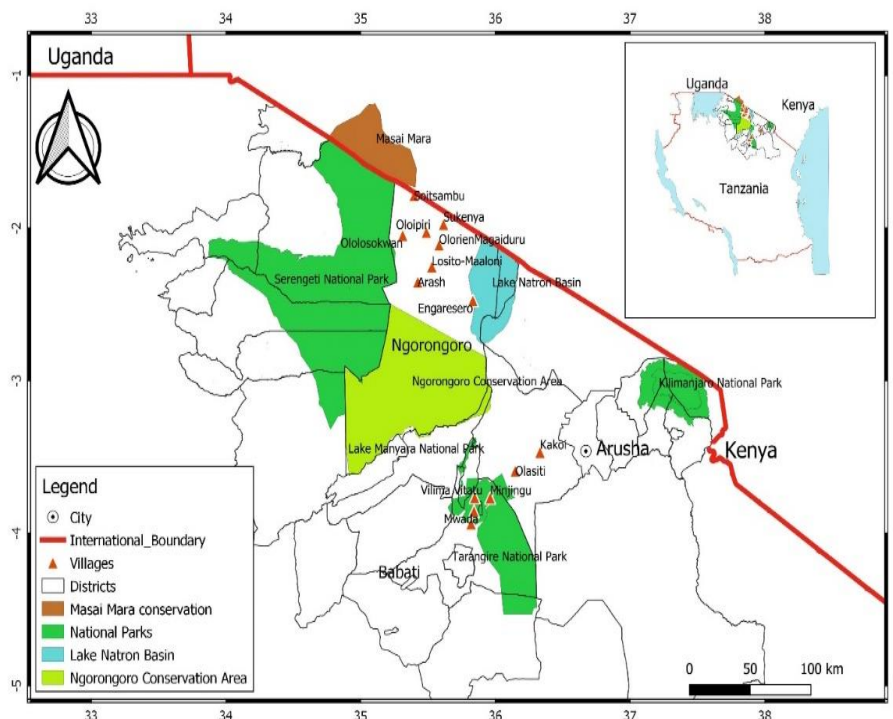 33 34 35 36 37 38
Uganda
-1
-2
-3
-4
-5
Masai Mara
Soitsambu
Sukenya
Oloipiri
Ololosokwan
OlorienMagaiduru
Losito-Maaloni
Serengeti National Park
Arash
Lake Natron Basin
Engaresero
Ngorongoro
Ngorongoro Conservation Area
Kilimanjaro National Park
Lake Manyara National Park
Kakoi
Arusha
Kenya
Olasiti
Vilima Vitatu
Minjingu
Mwada
Tarangire National Park
Babati
Uganda
Kenya
Tanzania
Legend
City
International_Boundary
Villages
Districts
Masai Mara conservation
National Parks
Lake Natron Basin
Ngorongoro Conservation Area
0 50 100 km
33 34 35 36 37 38